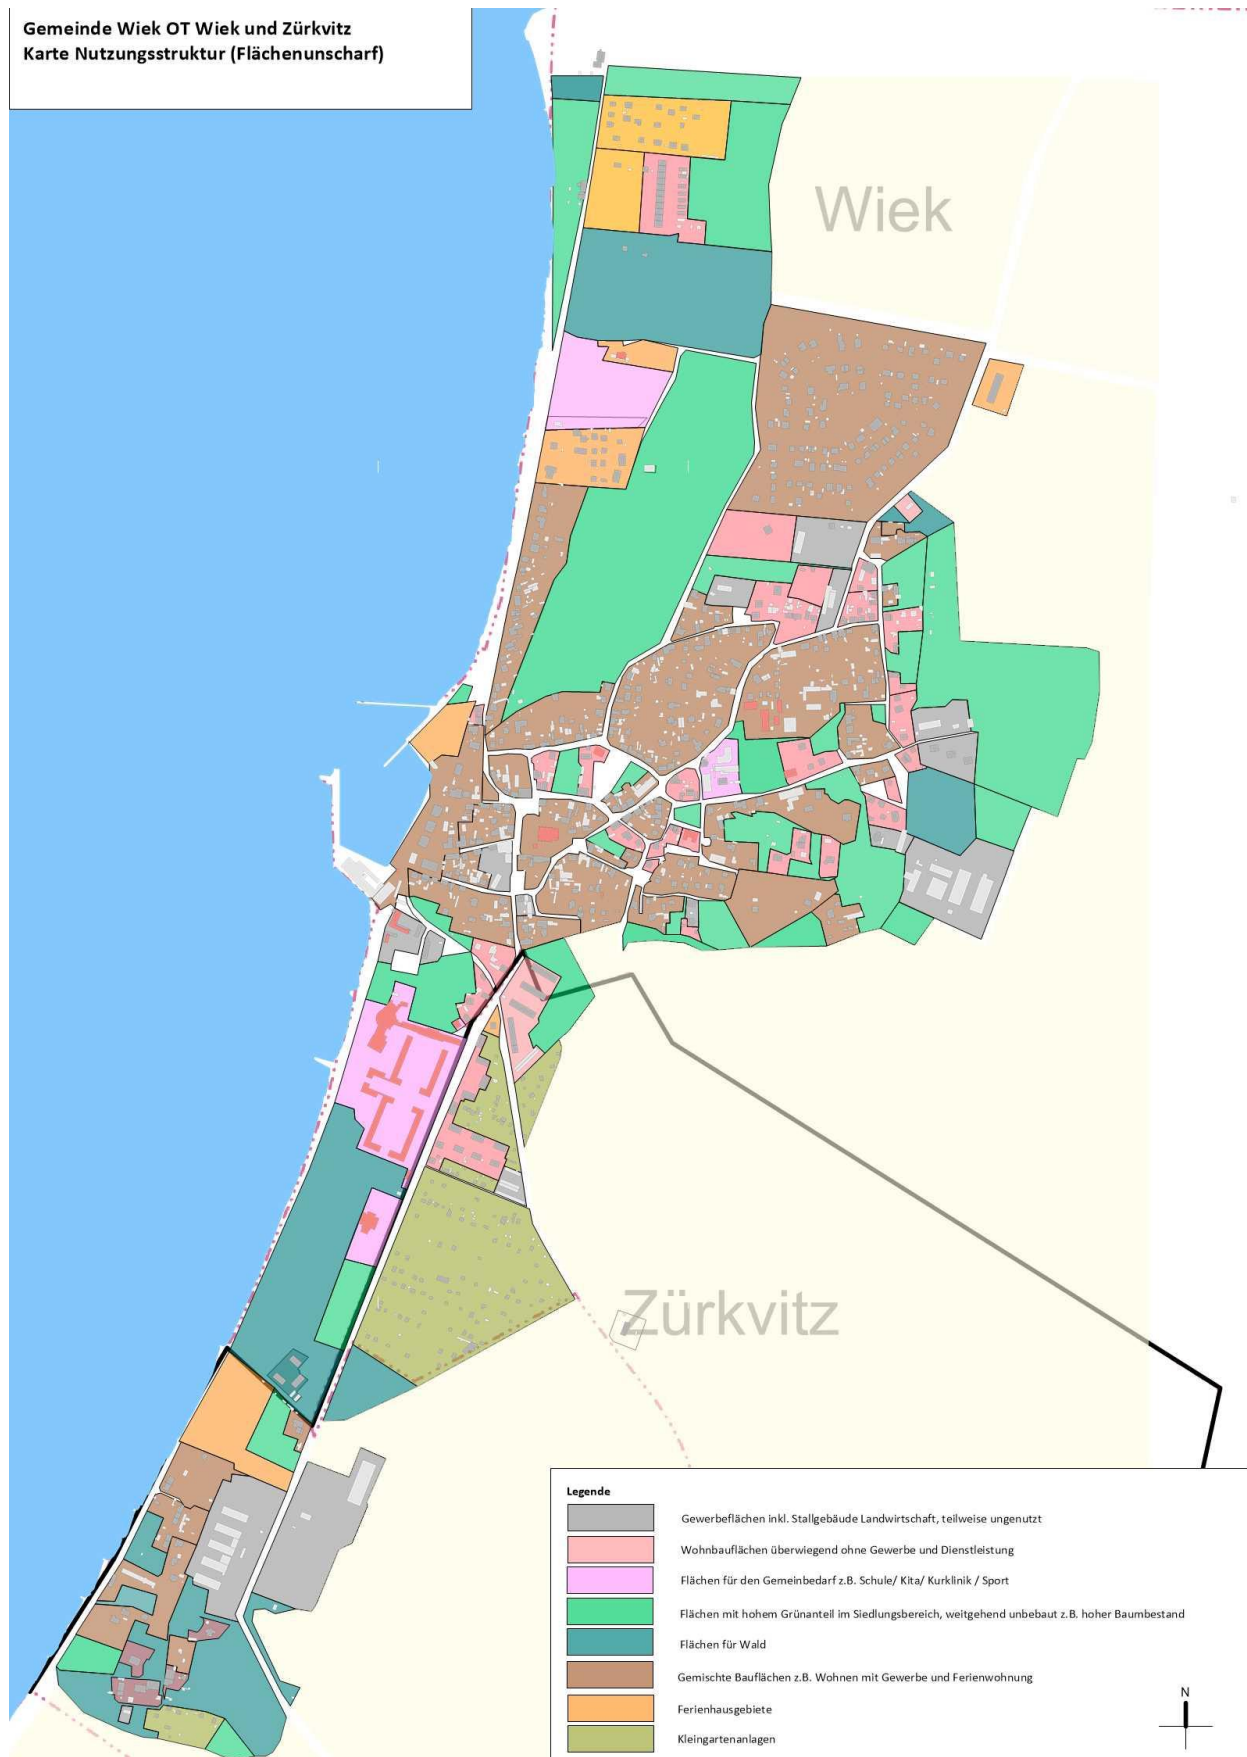 Gemeinde Wiek OT Wiek und Zürkvitz
Karte Nutzungsstruktur (Flächenunscharf)
Wiek
Zürkvitz
Legende
Gewerbeflächen inkl. Stallgebäude Landwirtschaft, teilweise ungenutzt
Wohnbauflächen überwiegend ohne Gewerbe und Dienstleistung
Flächen für den Gemeinbedarf z.B. Schule/ Kita/ Kurklinik / Sport
Flächen mit hohem Grünanteil im Siedlungsbereich, weitgehend unbebaut z.B. hoher Baumbestand
Flächen für Wald
Gemischte Bauflächen z.B. Wohnen mit Gewerbe und Ferienwohnung
Ferienhausgebiete
Kleingartenanlagen
N